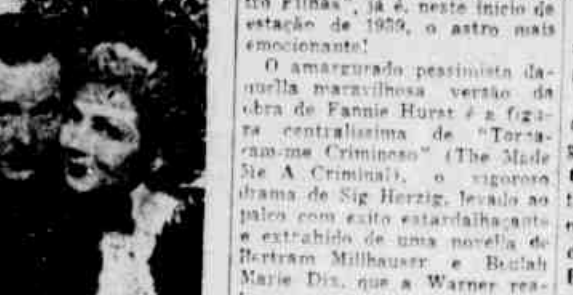 tro Filhas", já é, neste inicio de
estação de 1939, o astro mais
emocionante!
O amargurado pessimista da-
quella maravilhosa versão da
obra de Fannie Hurst é a figu-
ra centralissima de "Torna-
ram-me Criminoso" (The Made
Me A Criminal), o vigoroso
drama de Sig Herzig, levado ao
palco com exito estardalhaçante
e extrahido de uma novella de
Bertram Millhauser e Beulah
Marie Dix, que a Warner rea-